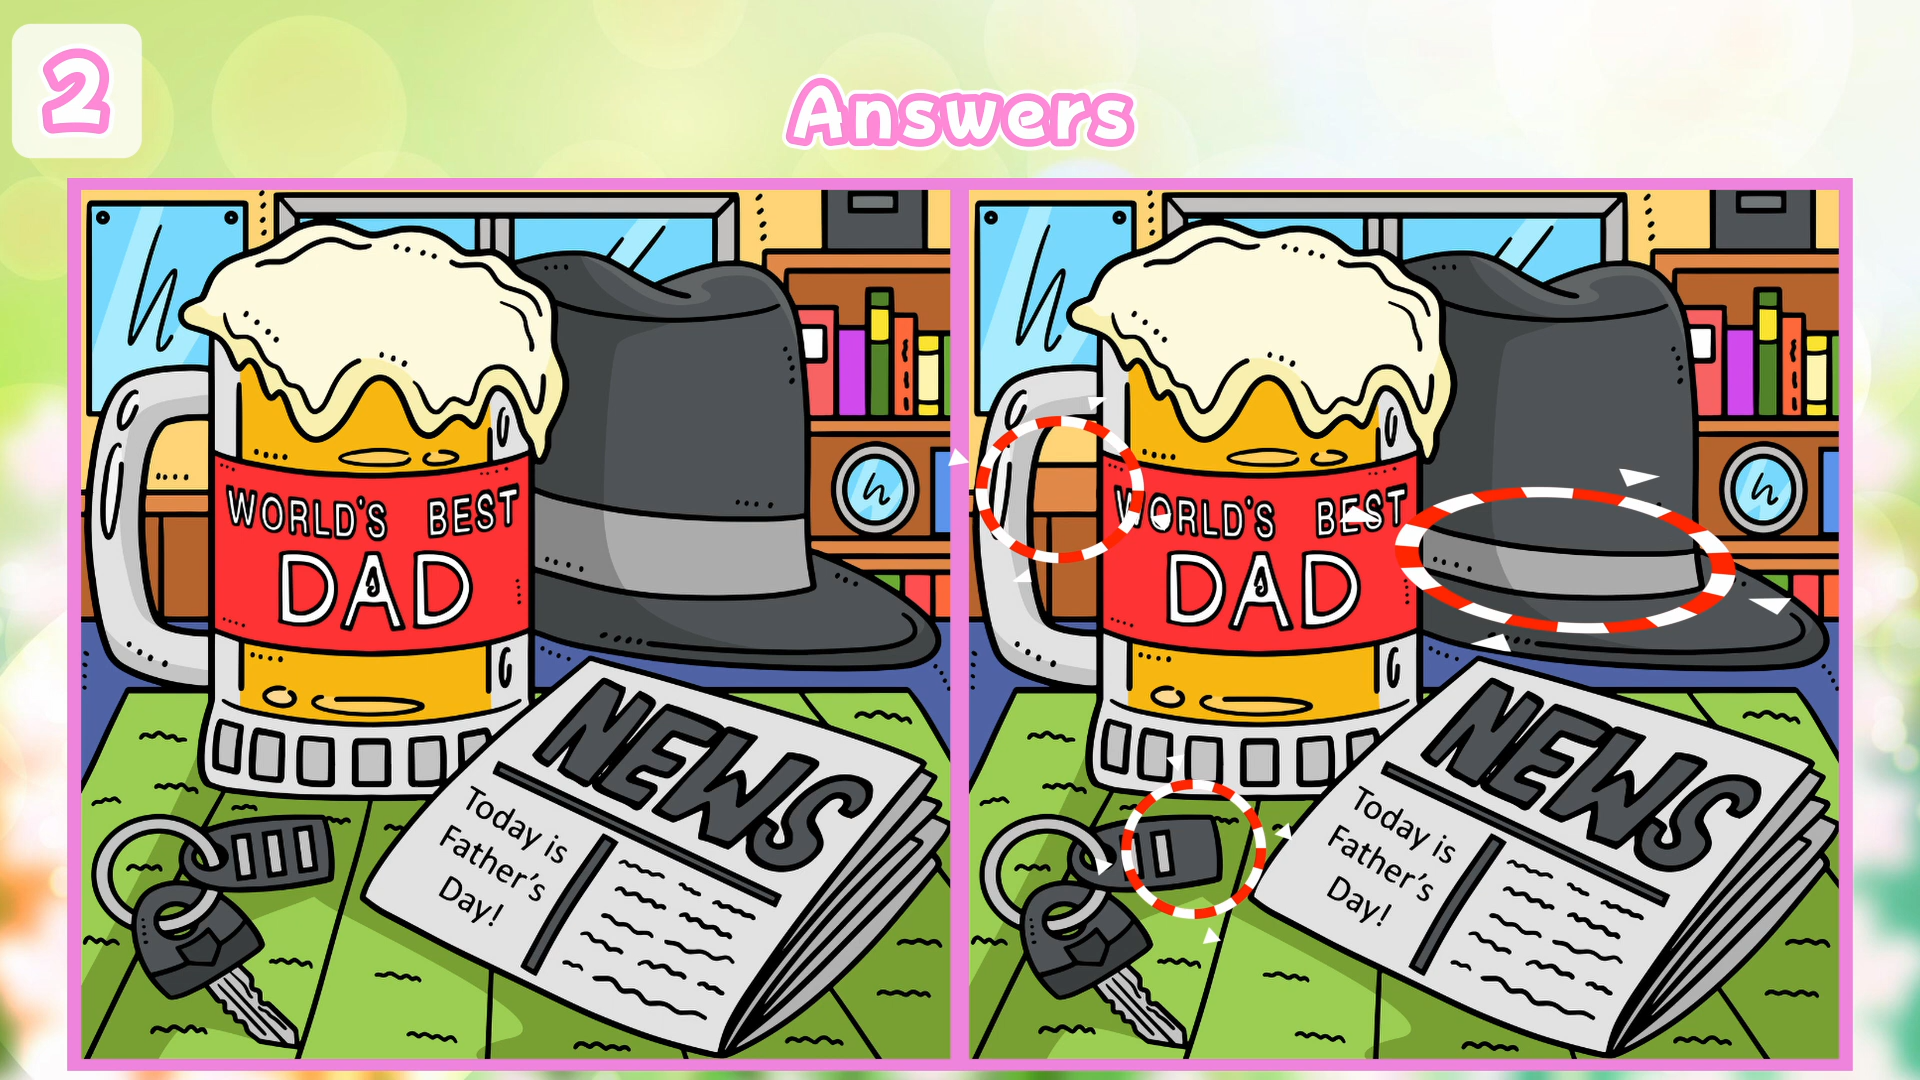 2
Answers
WORLD'S BEST
DAD
NEWS
Today is
Father's
Day!
WORLD'S BEST
DAD
NEWS
Today is
Father's
Day!